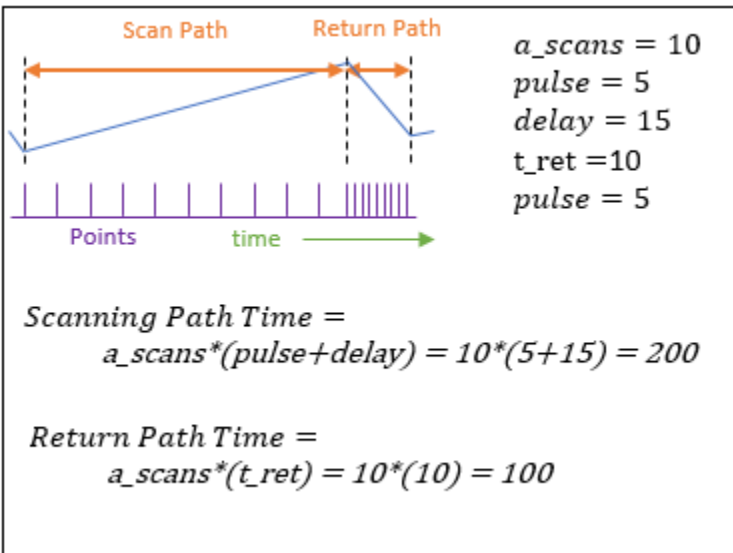 Scan Path
Return Path
a_scans = 10
pulse = 5
delay = 15
t_ret =10
pulse = 5
Points
time
Scanning Path Time =
a_scans*(pulse+delay) = 10*(5+15) = 200
Return Path Time =
a_scans*(t_ret) = 10*(10) = 100